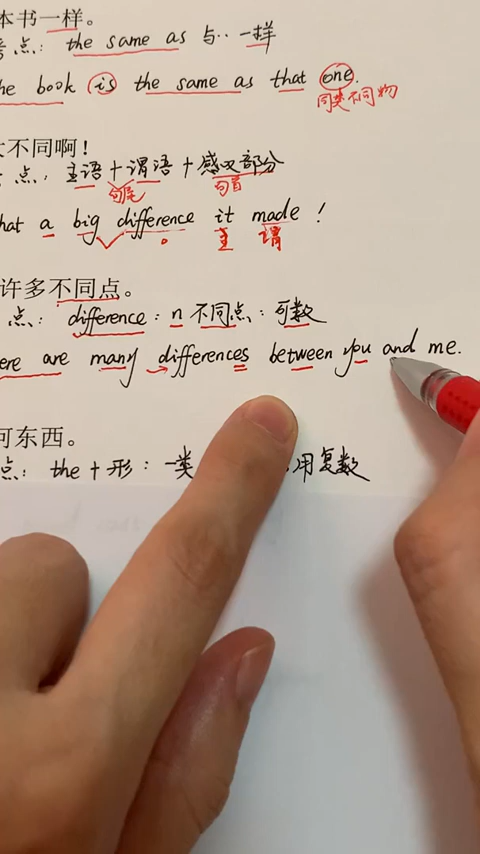 本书一样。
点: the same as 与..一样
the book is the same as that one.
同类不同物
不同啊!
点: 主语+谓语+感叹部分
句尾 句首
hat a big difference it made !
主 谓
许多不同点。
点: difference: n 不同点: 可数
ere are many differences between you and me.
何东西。
点: the+形: 一类 用复数